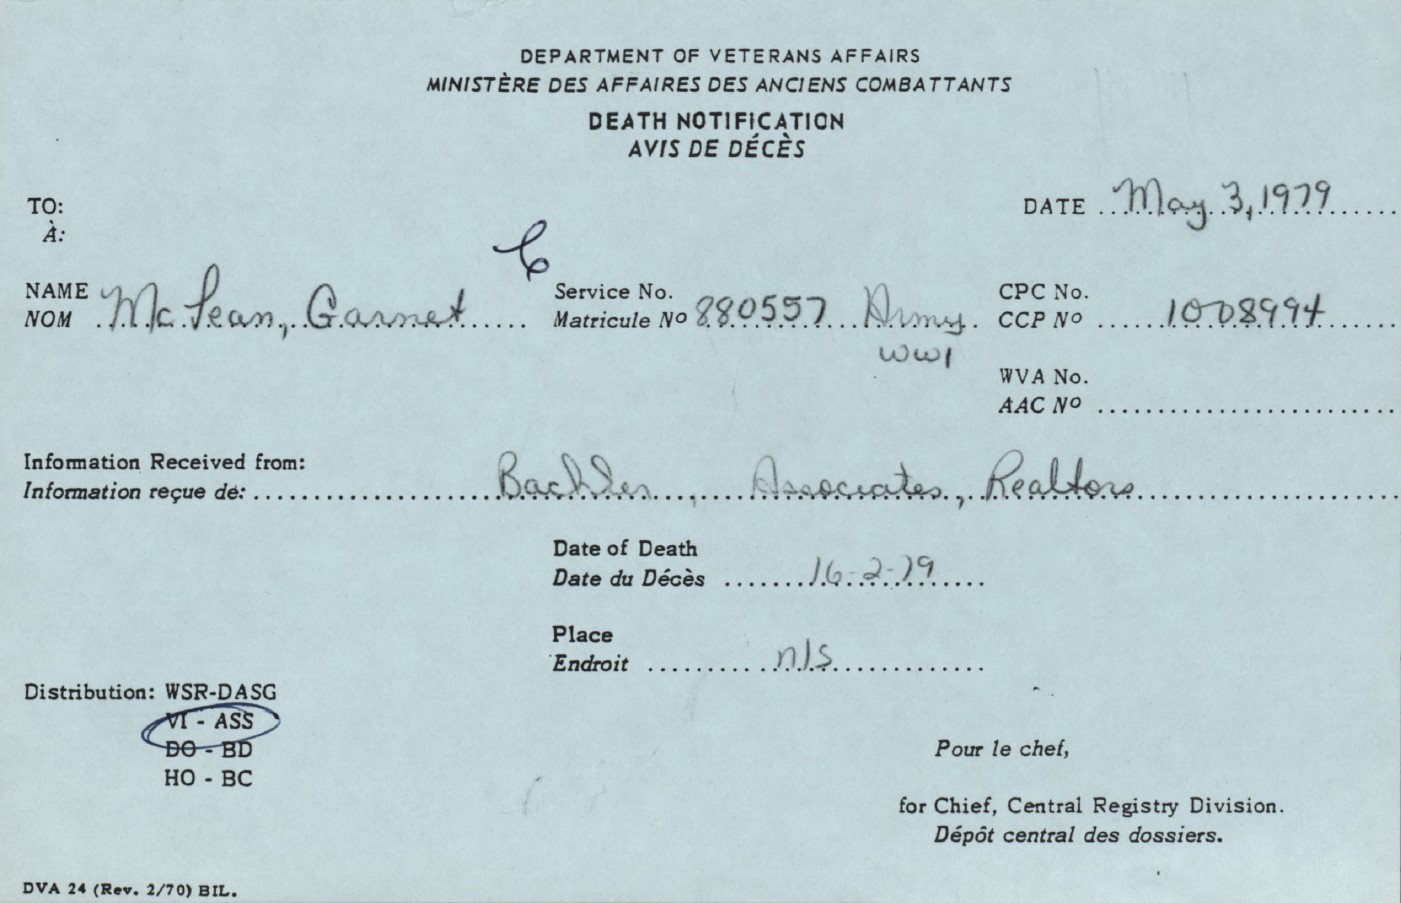 DEPARTMENT OF VETERANS AFFAIRS
MINISTÈRE DES AFFAIRES DES ANCIENS COMBATTANTS
DEATH NOTIFICATION
AVIS DE DÉCÈS
TO:
À:
DATE May 3, 1979
C
NAME
NOM McLean, Garnet
Service No.
Matricule Nº 880557 Army
WW1
CPC No.
CCP Nº 1008994
WVA No.
AAC Nº
Information Received from:
Information reçue de: Associates, Realtors
Date of Death
Date du Décès 16-2-79
Place
Endroit n/s
Distribution: WSR-DASG
VI - ASS
DO - BD
HO - BC
Pour le chef,
for Chief, Central Registry Division.
Dépôt central des dossiers.
DVA 24 (Rev. 2/70) BIL.